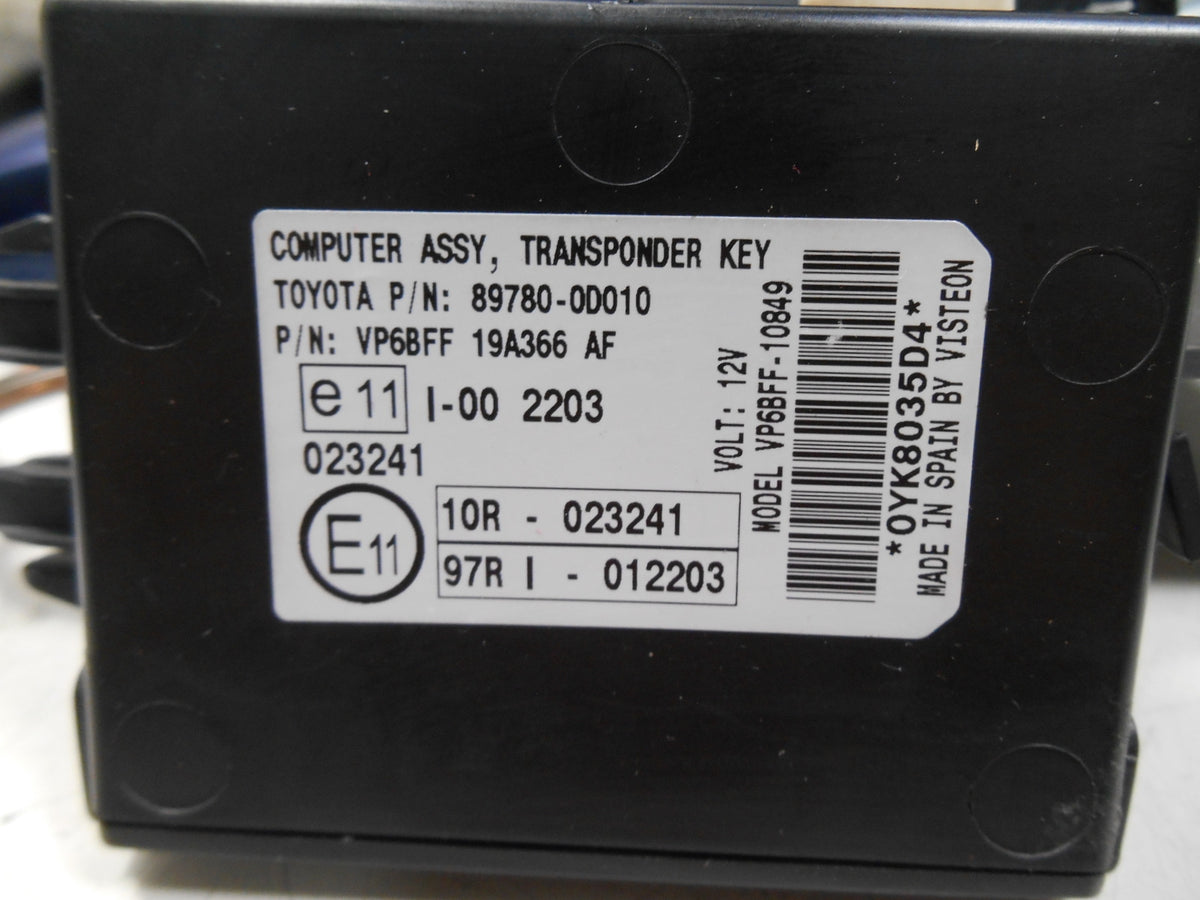 COMPUTER ASSY, TRANSPONDER KEY
TOYOTA P/N: 89780-0D010
P/N: VP6BFF 19A366 AF
e 11 I-00 2203
023241
E11
10R - 023241
97R I - 012203
VOLT: 12V
MODEL VP6BFF-10849
*0YK8035D4*
MADE IN SPAIN BY VISTEON